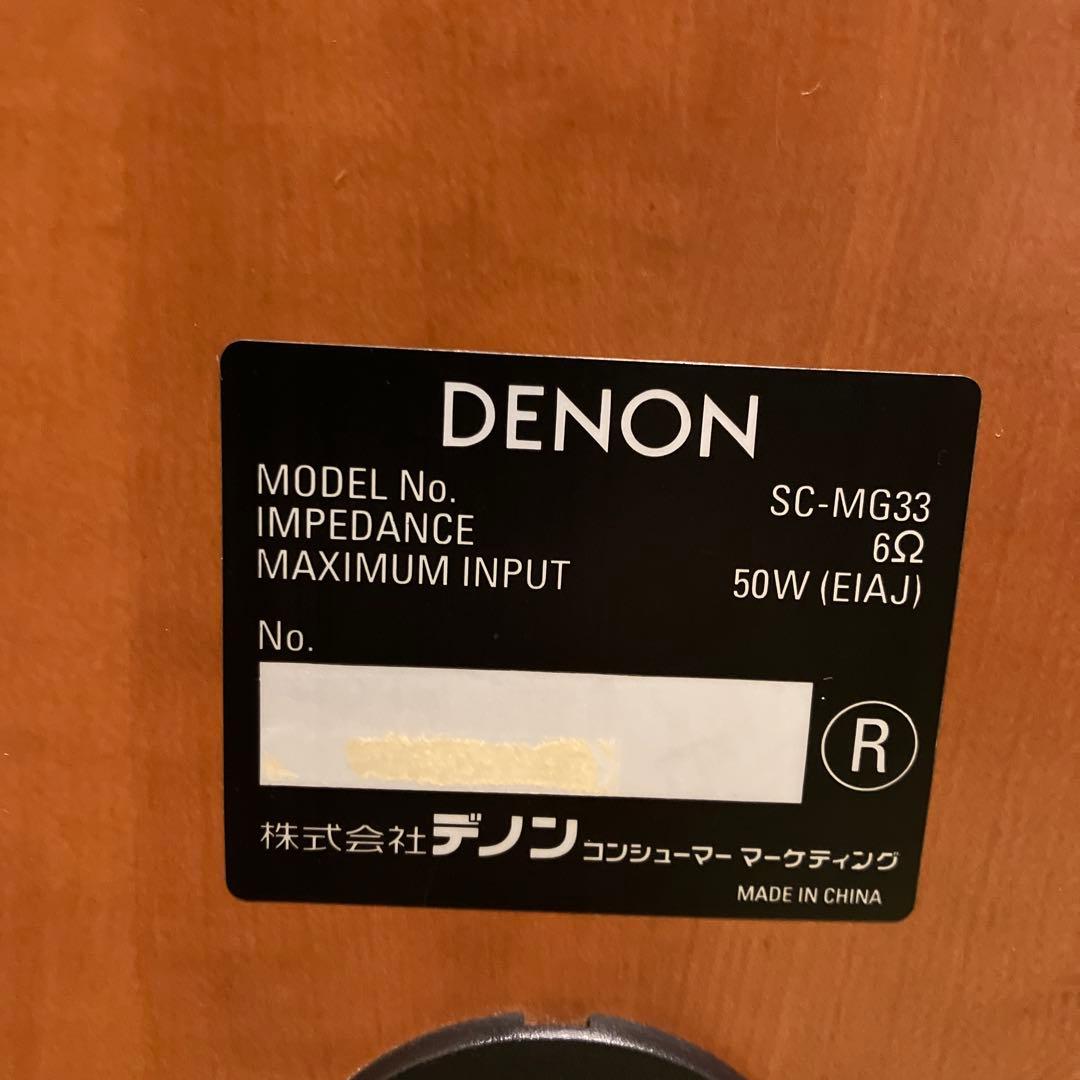 DENON
MODEL No. SC-MG33
IMPEDANCE 6Ω
MAXIMUM INPUT 50W (EIAJ)
No.
R
株式会社デノン コンシューマー マーケティング
MADE IN CHINA